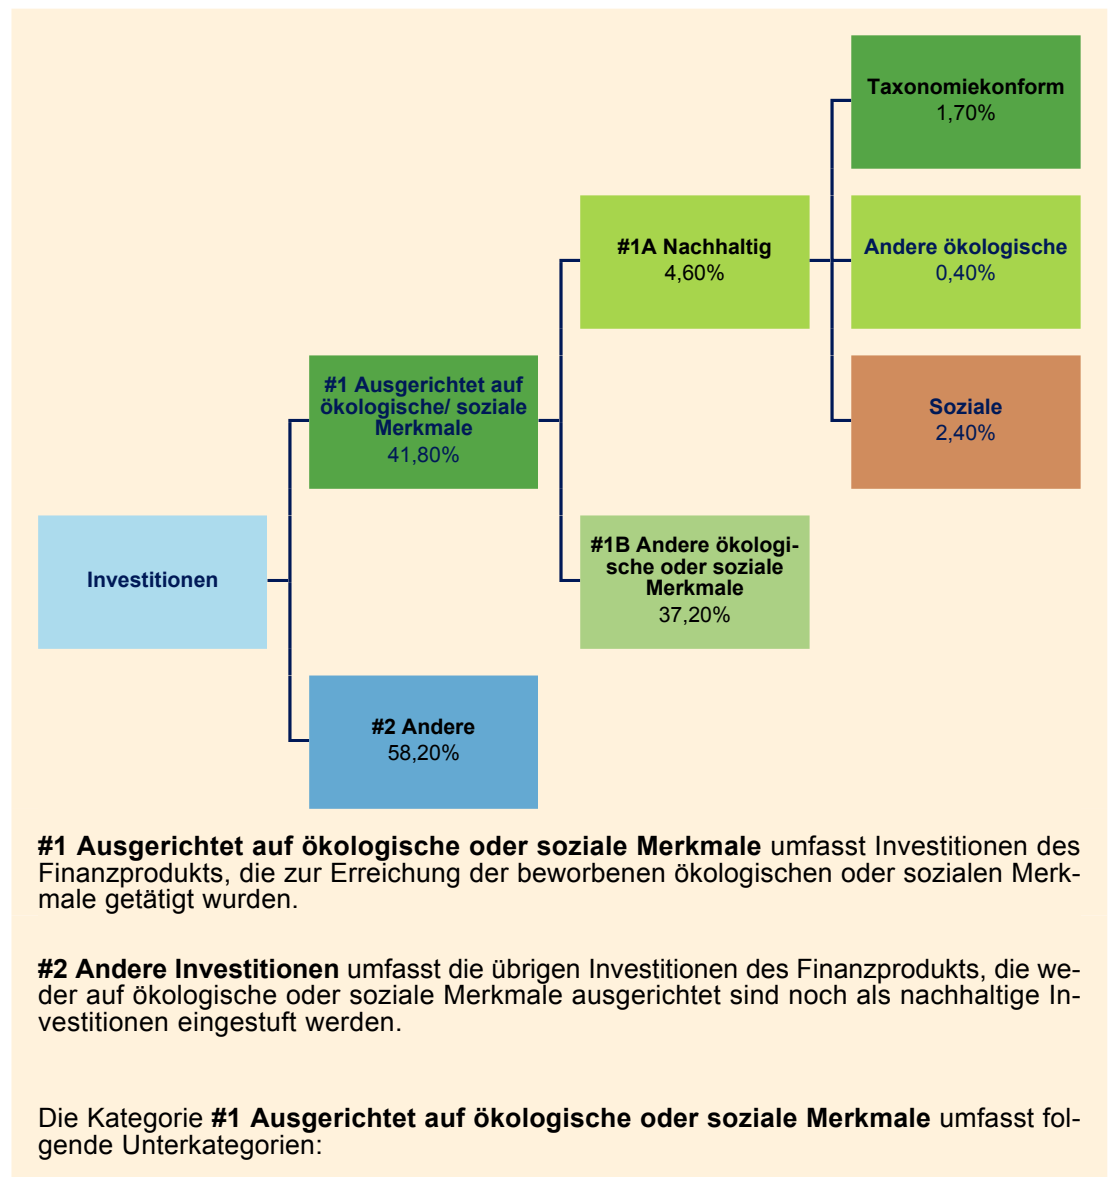 Taxonomiekonform
1,70%
#1A Nachhaltig
4,60%
Andere ökologische
0,40%
#1 Ausgerichtet auf
ökologische/ soziale
Merkmale
41,80%
Soziale
2,40%
Investitionen
#1B Andere ökologi-
sche oder soziale
Merkmale
37,20%
#2 Andere
58,20%
#1 Ausgerichtet auf ökologische oder soziale Merkmale umfasst Investitionen des
Finanzprodukts, die zur Erreichung der beworbenen ökologischen oder sozialen Merk-
male getätigt wurden.
#2 Andere Investitionen umfasst die übrigen Investitionen des Finanzprodukts, die we-
der auf ökologische oder soziale Merkmale ausgerichtet sind noch als nachhaltige In-
vestitionen eingestuft werden.
Die Kategorie #1 Ausgerichtet auf ökologische oder soziale Merkmale umfasst fol-
gende Unterkategorien: